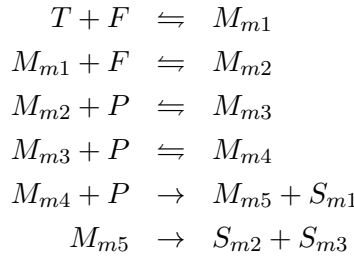 T + F ⇋ M_{m1}
M_{m1} + F ⇋ M_{m2}
M_{m2} + P ⇋ M_{m3}
M_{m3} + P ⇋ M_{m4}
M_{m4} + P → M_{m5} + S_{m1}
M_{m5} → S_{m2} + S_{m3}